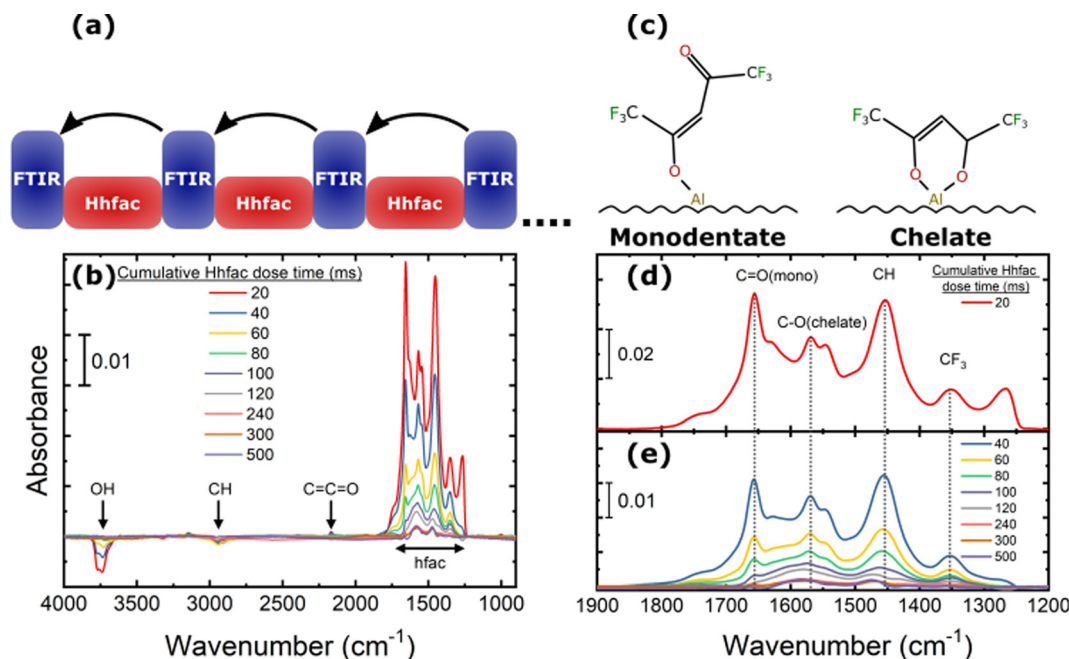 (a)
FTIR
Hhfac
FTIR
Hhfac
FTIR
Hhfac
FTIR
....
(b)
Cumulative Hhfac dose time (ms)
20
40
60
80
100
120
240
300
500
0.01
OH
CH
C=C=O
hfac
Absorbance
4000 3500 3000 2500 2000 1500 1000
Wavenumber (cm⁻¹)
(c)
O
CF₃
F₃C
O
Al
Monodentate
F₃C
CF₃
O
O
Al
Chelate
(d)
C=O(mono)
C-O(chelate)
CH
CF₃
Cumulative Hhfac
dose time (ms)
20
0.02
(e)
0.01
40
60
80
100
120
240
300
500
1900 1800 1700 1600 1500 1400 1300 1200
Wavenumber (cm⁻¹)